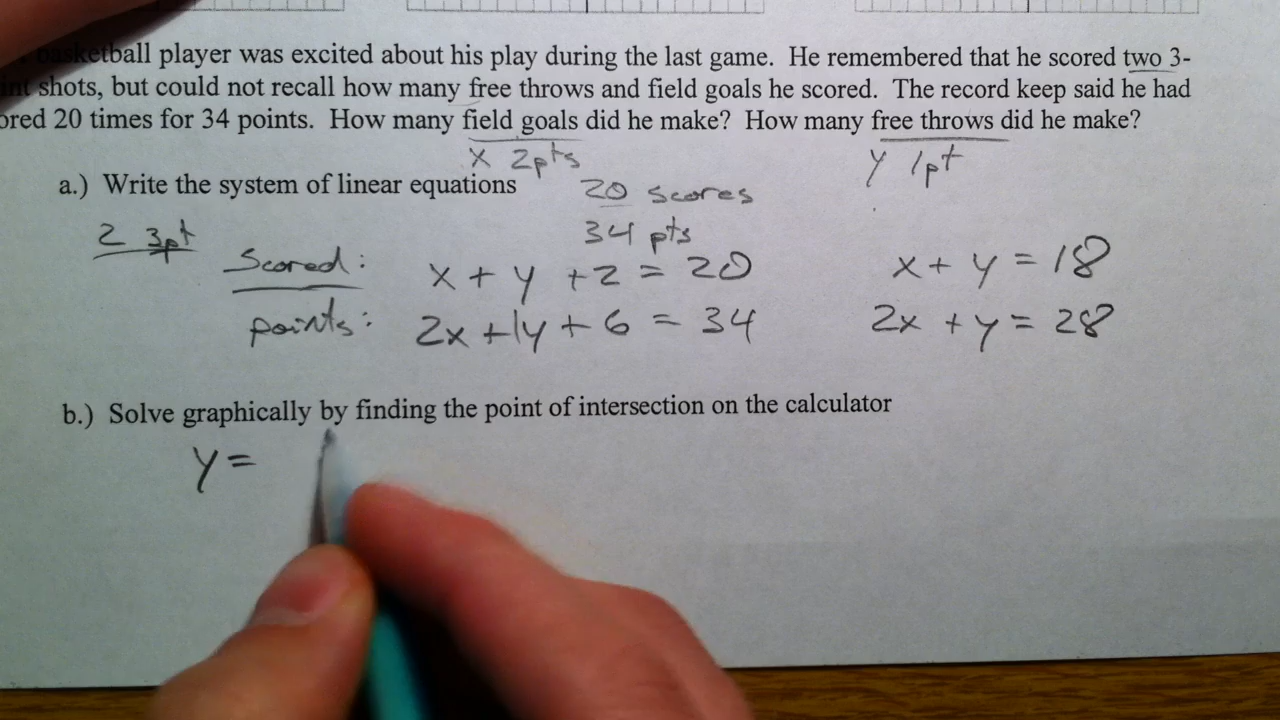 basketball player was excited about his play during the last game. He remembered that he scored two 3-
shots, but could not recall how many free throws and field goals he scored. The record keep said he had
20 times for 34 points. How many field goals did he make? How many free throws did he make?
x 2pts
y 1pt
a.) Write the system of linear equations
20 scores
34 pts
2 3pt
Scored: x + y + 2 = 20
x + y = 18
points: 2x + 1y + 6 = 34
2x + y = 28
b.) Solve graphically by finding the point of intersection on the calculator
y =